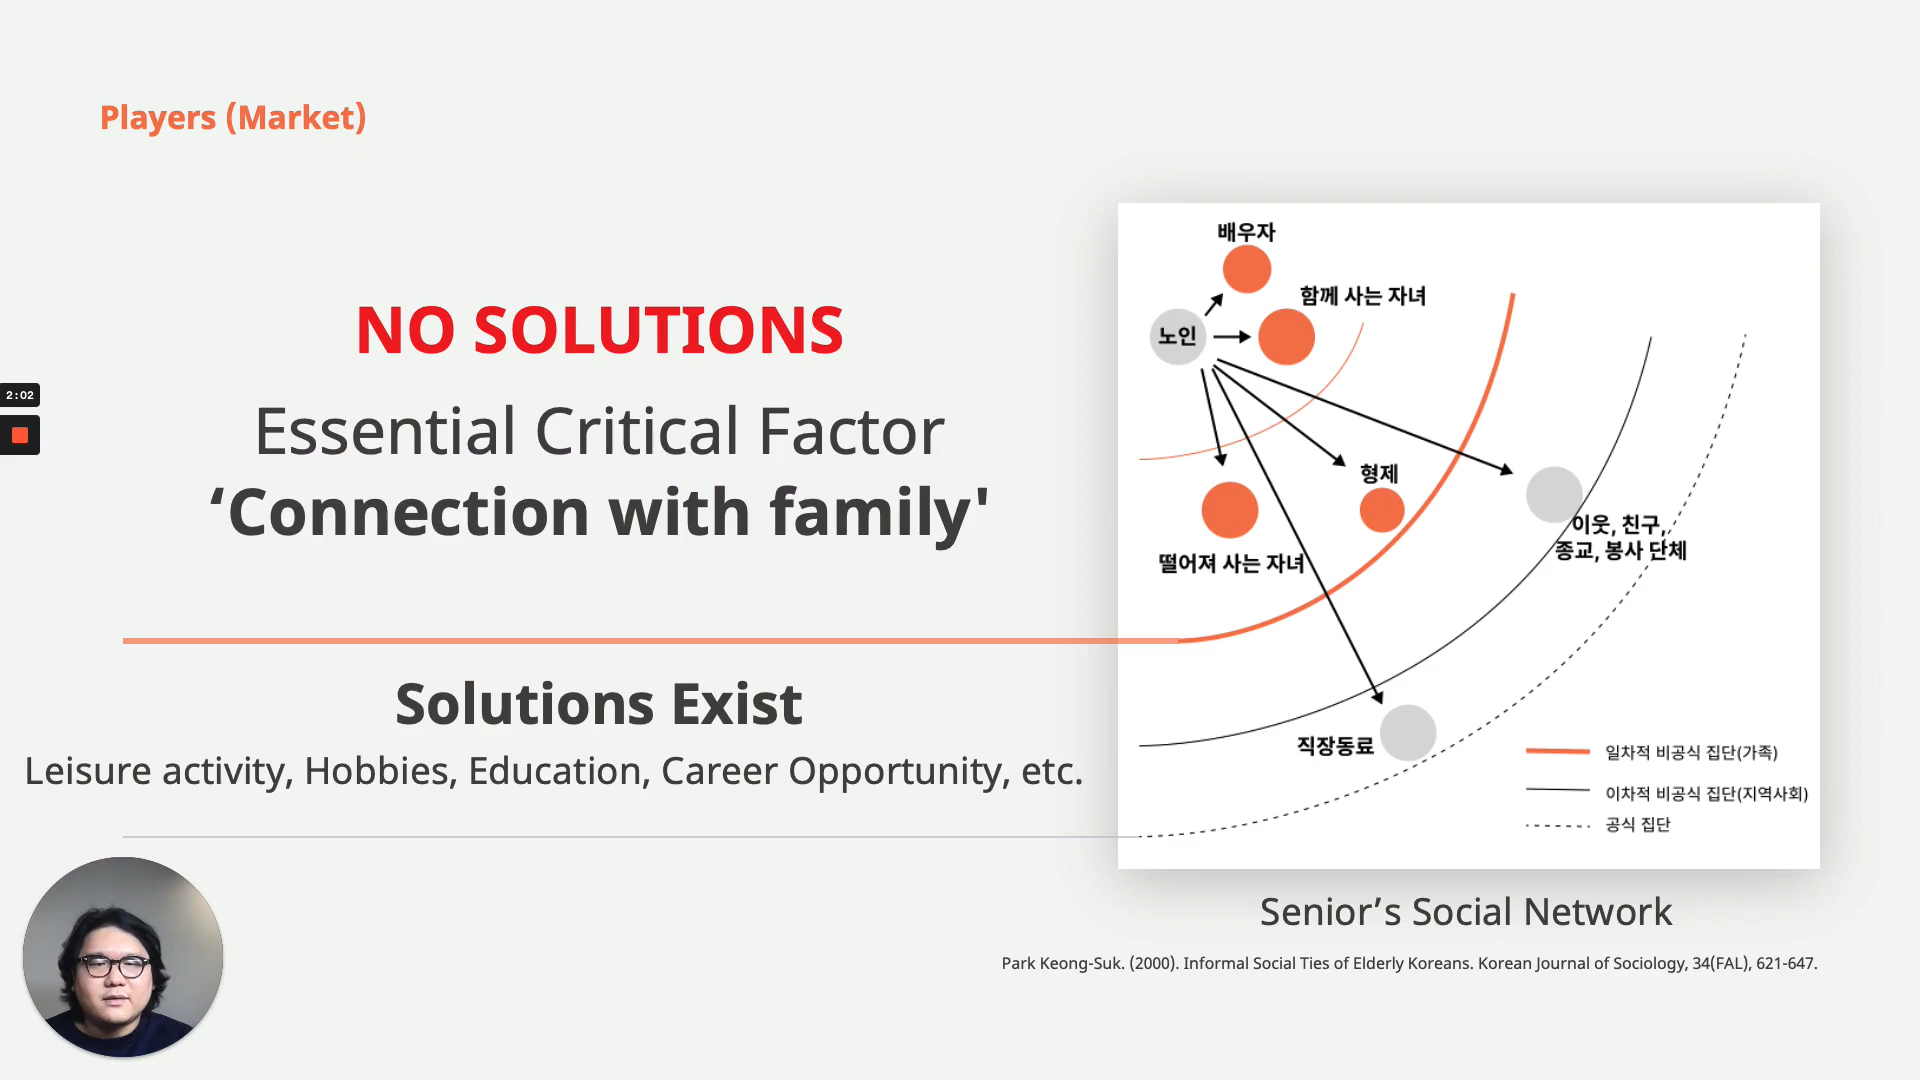 Players (Market)
NO SOLUTIONS
Essential Critical Factor
‘Connection with family'
Solutions Exist
Leisure activity, Hobbies, Education, Career Opportunity, etc.
2:02
배우자
함께 사는 자녀
노인
형제
떨어져 사는 자녀
이웃, 친구,
종교, 봉사 단체
직장동료
일차적 비공식 집단(가족)
이차적 비공식 집단(지역사회)
공식 집단
Senior’s Social Network
Park Keong-Suk. (2000). Informal Social Ties of Elderly Koreans. Korean Journal of Sociology, 34(FAL), 621-647.